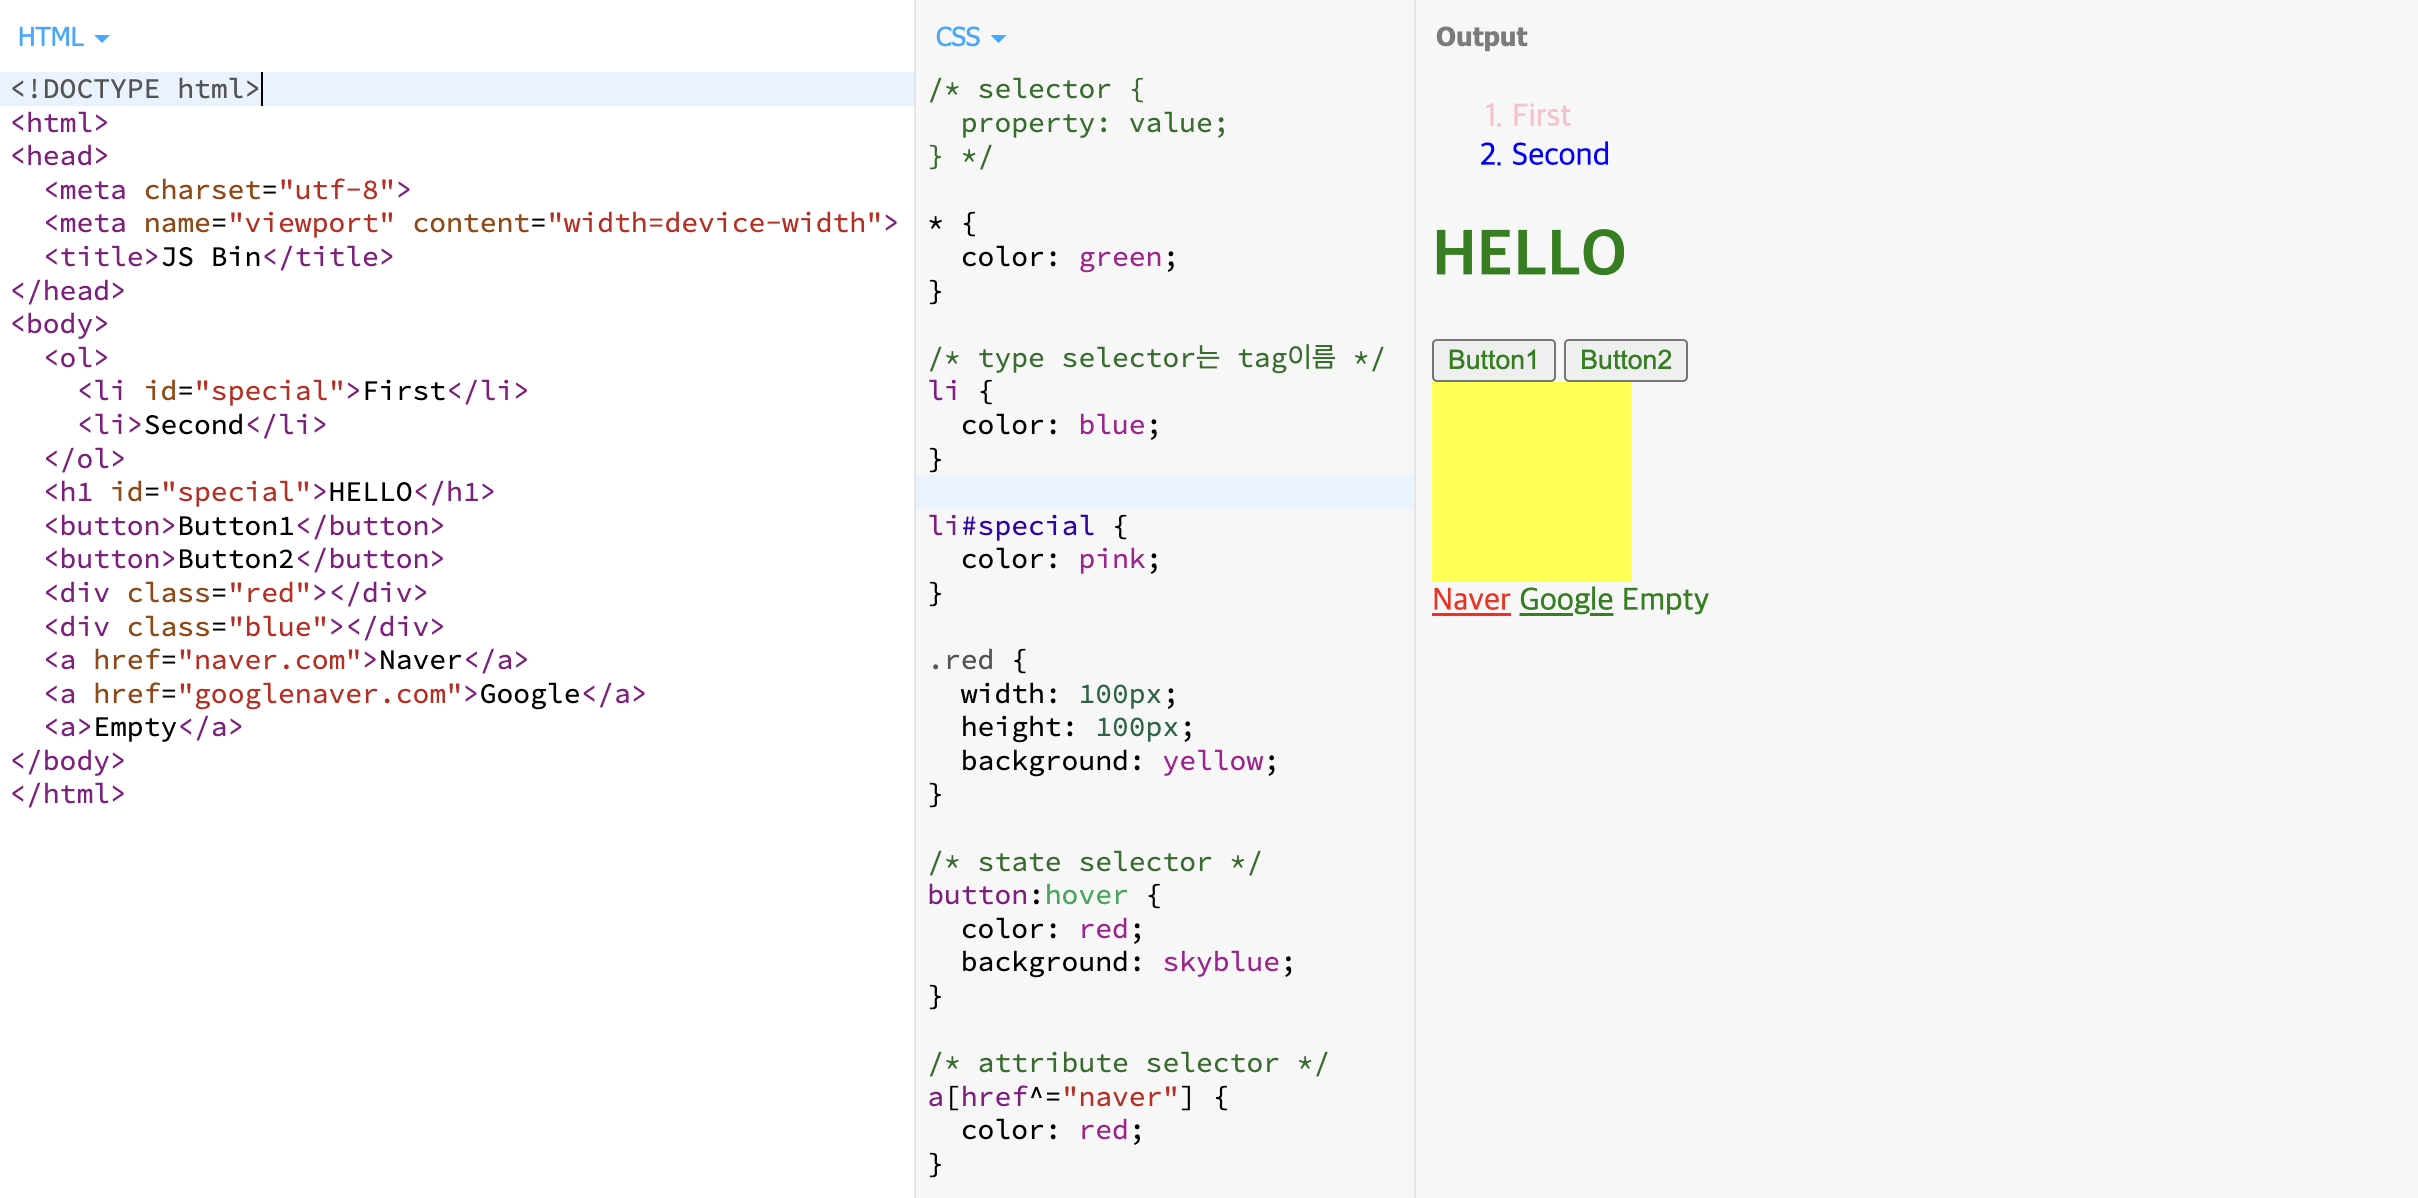 HTML
<!DOCTYPE html>
<html>
<head>
  <meta charset="utf-8">
  <meta name="viewport" content="width=device-width">
  <title>JS Bin</title>
</head>
<body>
  <ol>
    <li id="special">First</li>
    <li>Second</li>
  </ol>
  <h1 id="special">HELLO</h1>
  <button>Button1</button>
  <button>Button2</button>
  <div class="red"></div>
  <div class="blue"></div>
  <a href="naver.com">Naver</a>
  <a href="googlenaver.com">Google</a>
  <a>Empty</a>
</body>
</html>
CSS
/* selector {
  property: value;
} */
* {
  color: green;
}
/* type selector는 tag이름 */
li {
  color: blue;
}
li#special {
  color: pink;
}
.red {
  width: 100px;
  height: 100px;
  background: yellow;
}
/* state selector */
button:hover {
  color: red;
  background: skyblue;
}
/* attribute selector */
a[href^="naver"] {
  color: red;
}
Output
1. First
2. Second
HELLO
Button1 Button2
Naver Google Empty